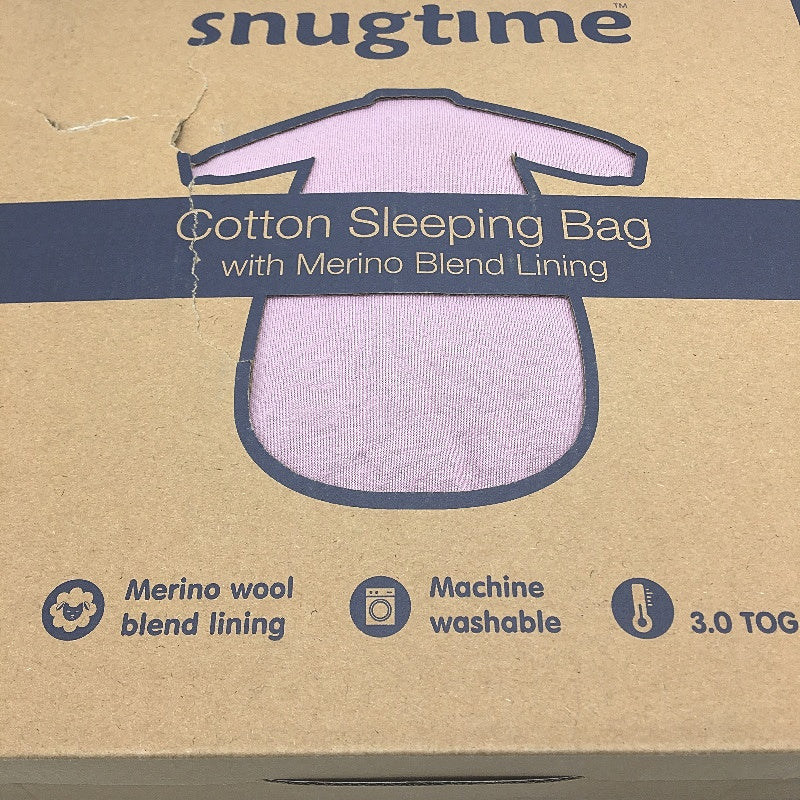 snugtime™
Cotton Sleeping Bag
with Merino Blend Lining
Merino wool
blend lining
Machine
washable
3.0 TOG